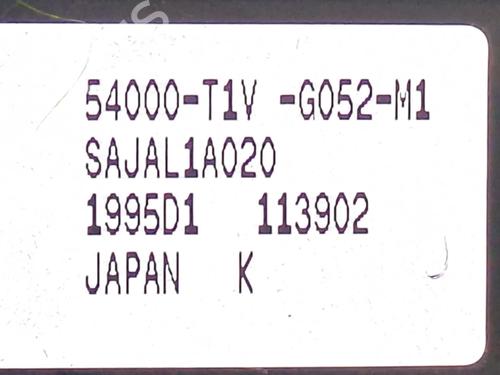 54000-T1V -G052-M1
SAJAL1A020
1995D1 113902
JAPAN K